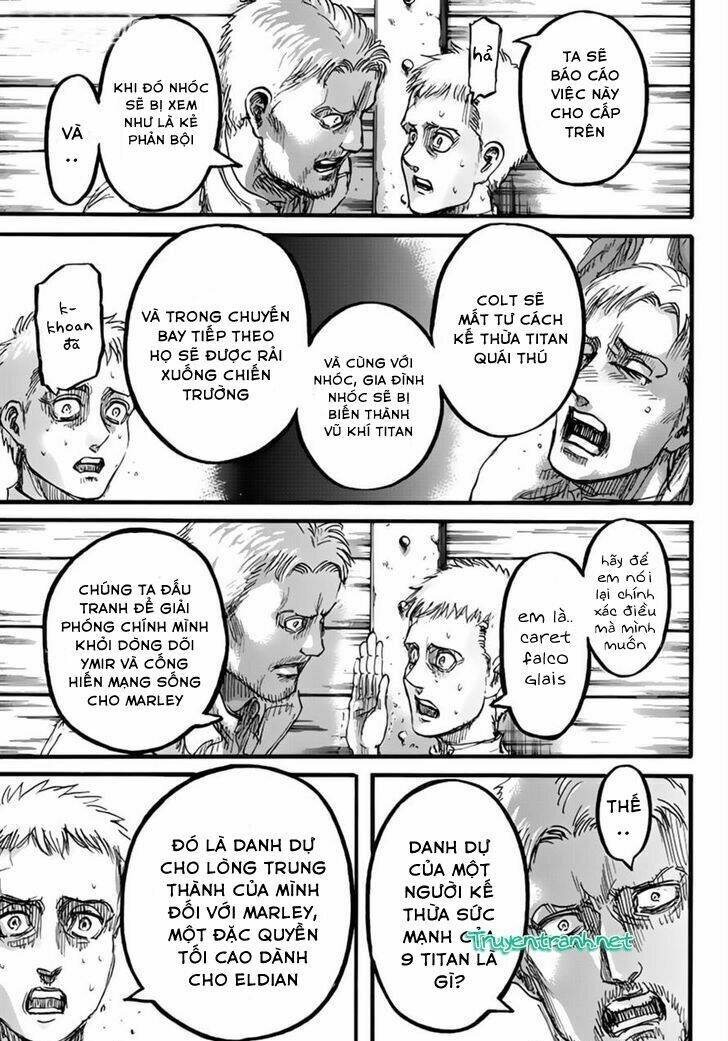 TA SẼ
BÁO CÁO
VIỆC NÀY
CHO CẤP
TRÊN
hả
KHI ĐÓ NHÓC
SẼ BỊ XEM
NHƯ LÀ KẺ
PHẢN BỘI
VÀ
..
COLT SẼ
MẤT TƯ CÁCH
KẾ THỪA TITAN
QUÁI THÚ
VÀ CÙNG VỚI
NHÓC, GIA ĐÌNH
NHÓC SẼ BỊ
BIẾN THÀNH
VŨ KHÍ TITAN
VÀ TRONG CHUYẾN
BAY TIẾP THEO
HỌ SẼ ĐƯỢC RẢI
XUỐNG CHIẾN
TRƯỜNG
k-
khoan
đã
hãy để
em nói
lại chính
xác điều
mà mình
muốn
em là..
caret
falco
Glais
CHÚNG TA ĐẤU
TRANH ĐỂ GIẢI
PHÓNG CHÍNH MÌNH
KHỎI DÒNG DÕI
YMIR VÀ CỐNG
HIẾN MẠNG SỐNG
CHO MARLEY
THẾ
..
DANH DỰ
CỦA MỘT
NGƯỜI KẾ
THỪA SỨC
MẠNH CỦA
9 TITAN LÀ
GÌ?
Truyentranh.net
ĐÓ LÀ DANH DỰ
CHO LÒNG TRUNG
THÀNH CỦA MÌNH
ĐỐI VỚI MARLEY,
MỘT ĐẶC QUYỀN
TỐI CAO DÀNH
CHO ELDIAN